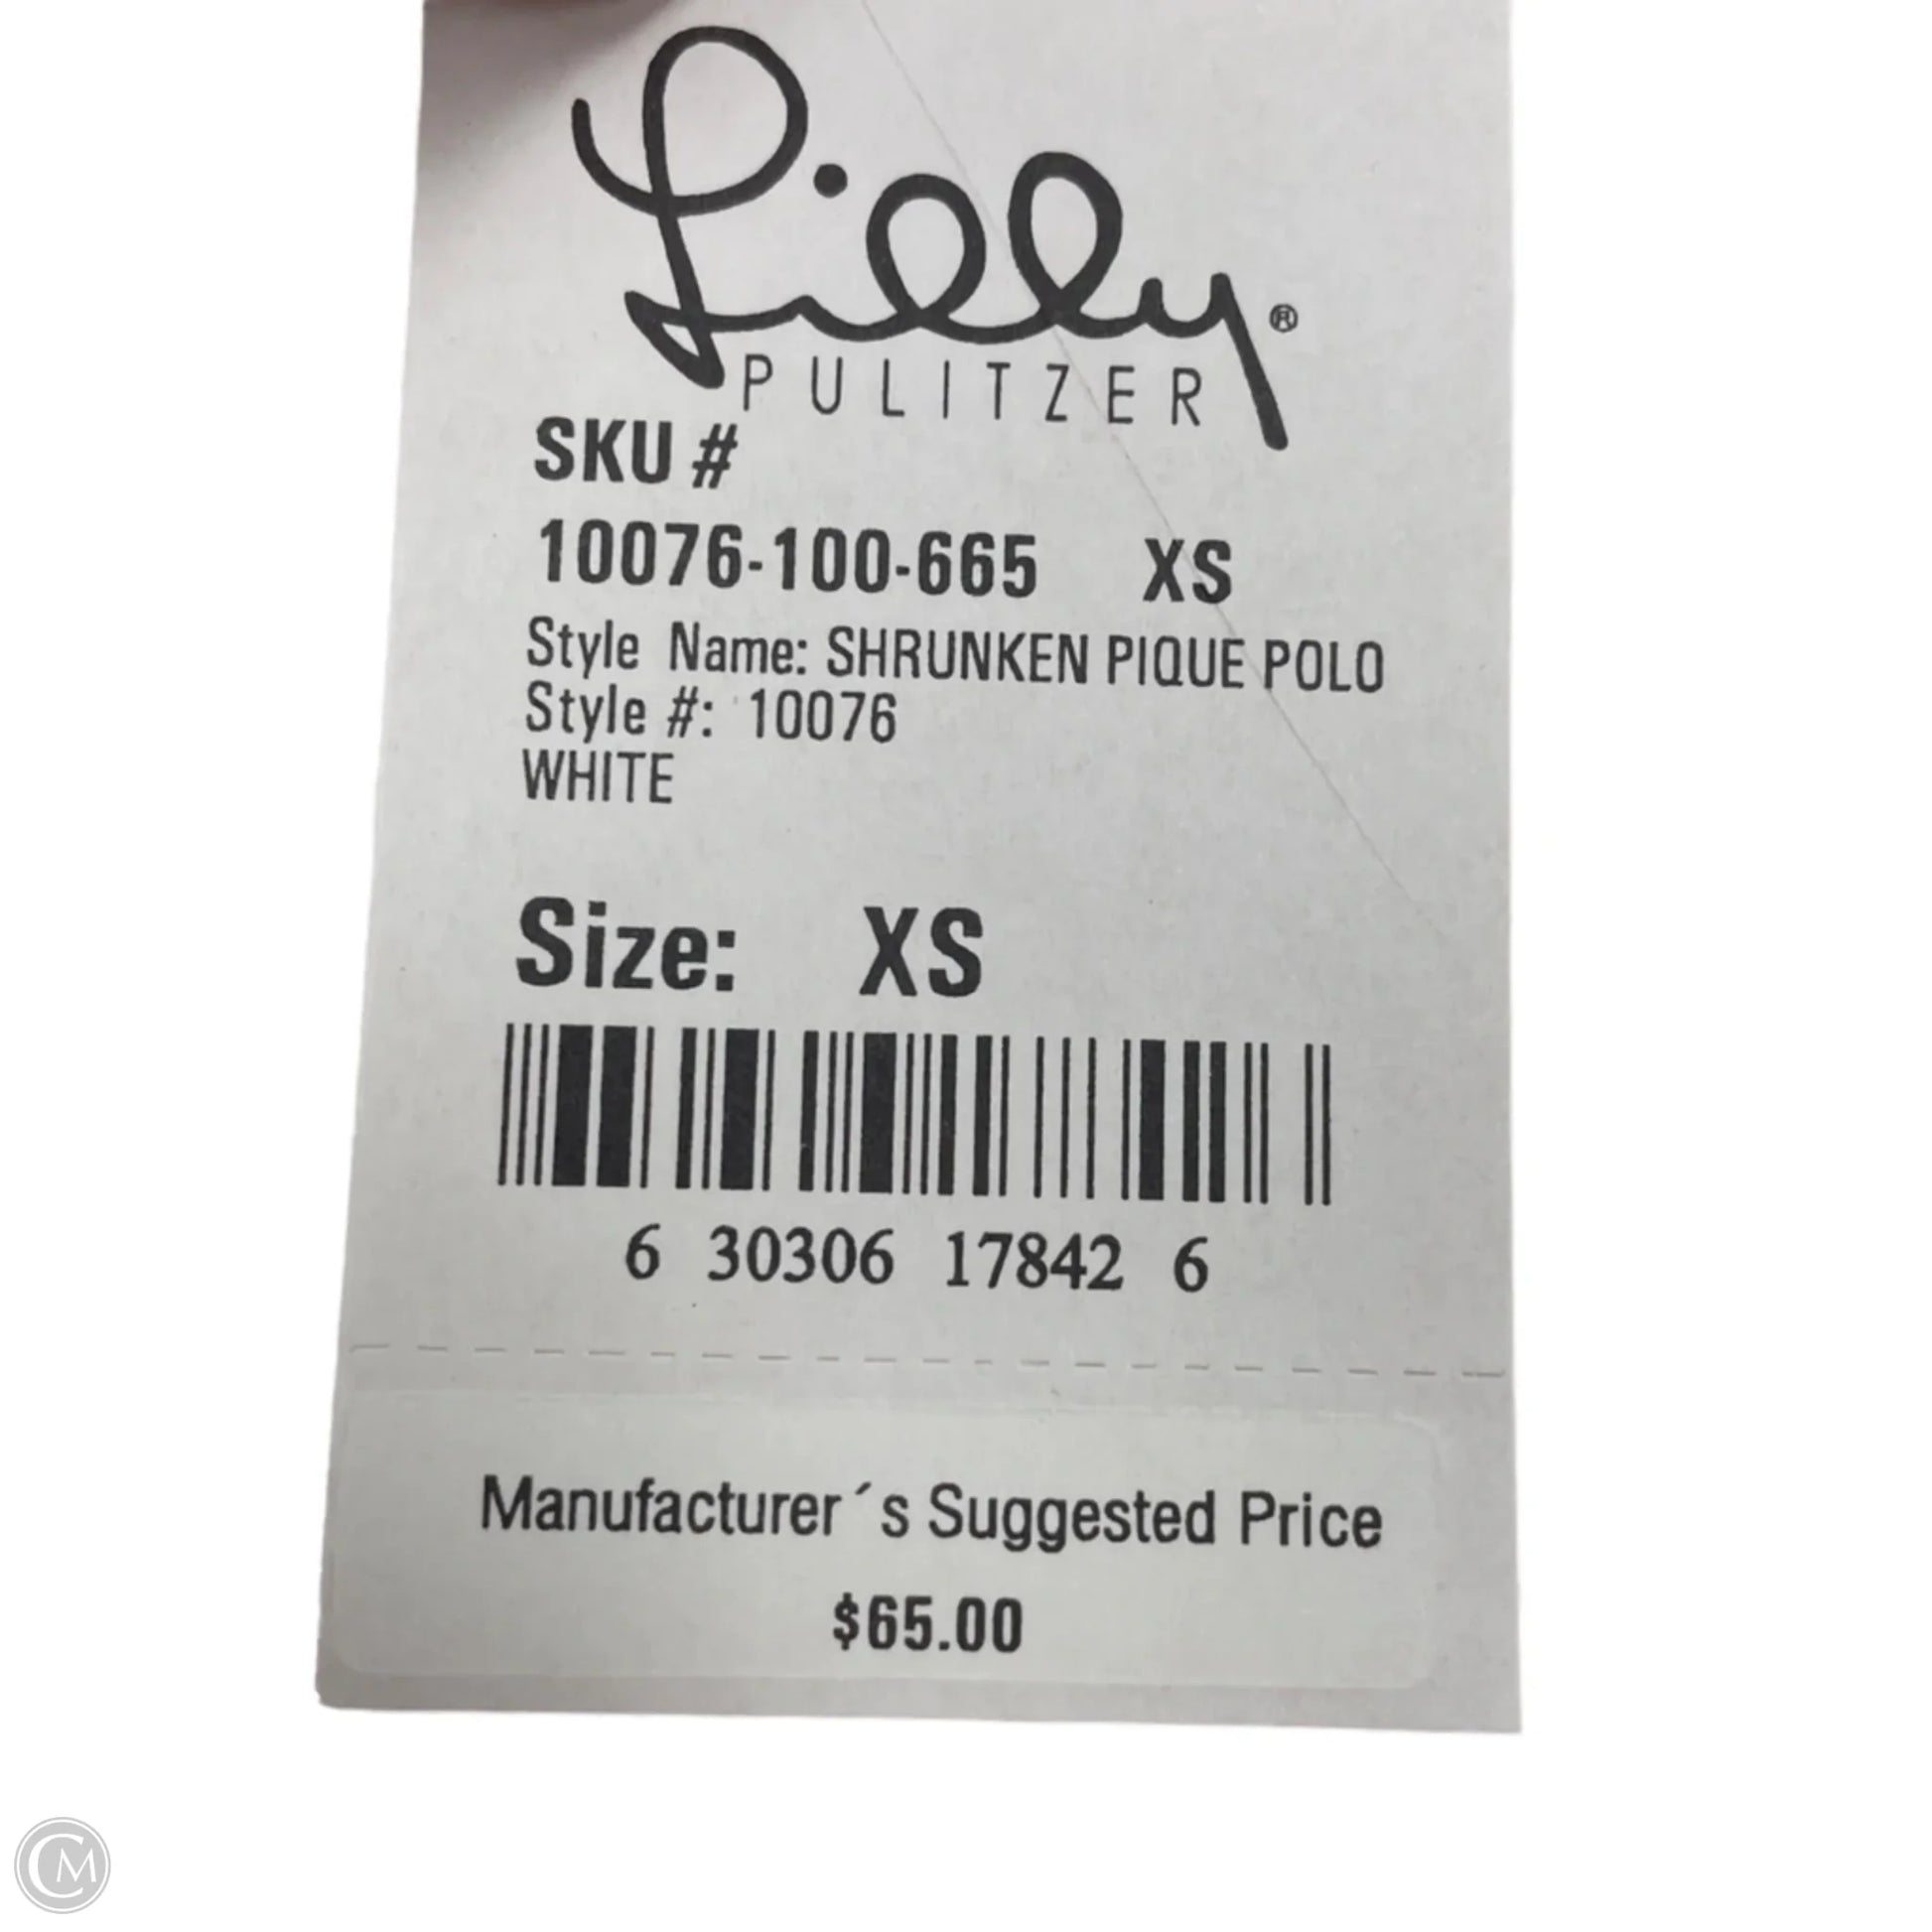 Lilly®
PULITZER
SKU #
10076-100-665 XS
Style Name: SHRUNKEN PIQUE POLO
Style #: 10076
WHITE
Size: XS
6 30306 17842 6
Manufacturer´s Suggested Price
$65.00
CM